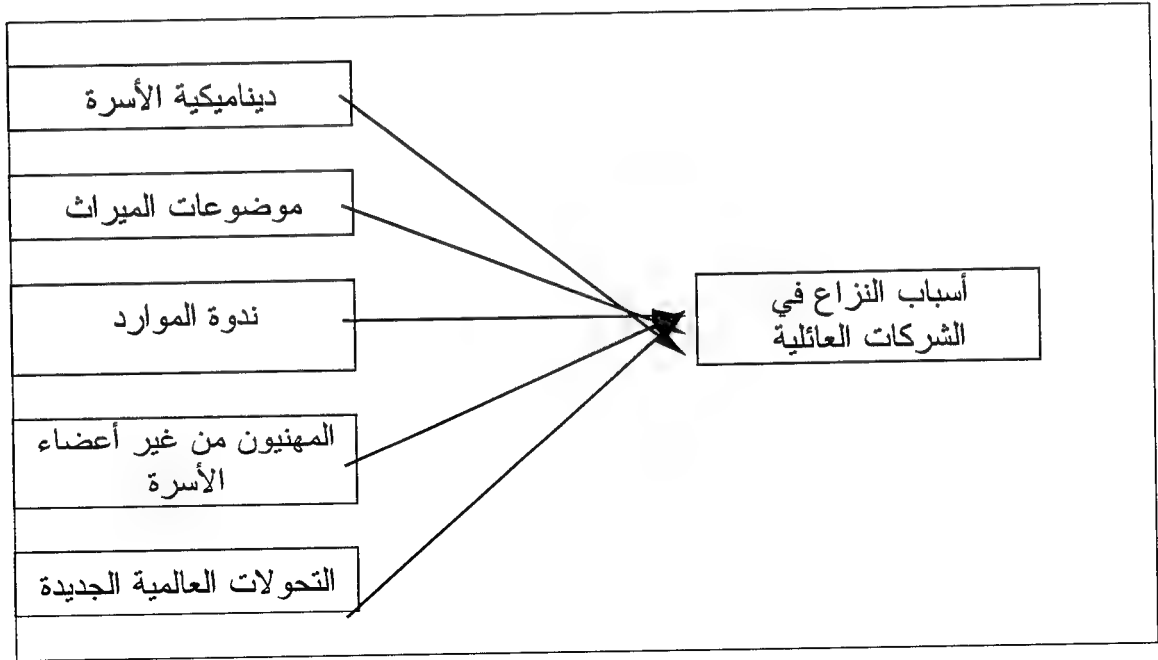 ديناميكية الأسرة
موضوعات الميراث
ندوة الموارد
المهنيون من غير أعضاء
الأسرة
التحولات العالمية الجديدة
أسباب النزاع في
الشركات العائلية